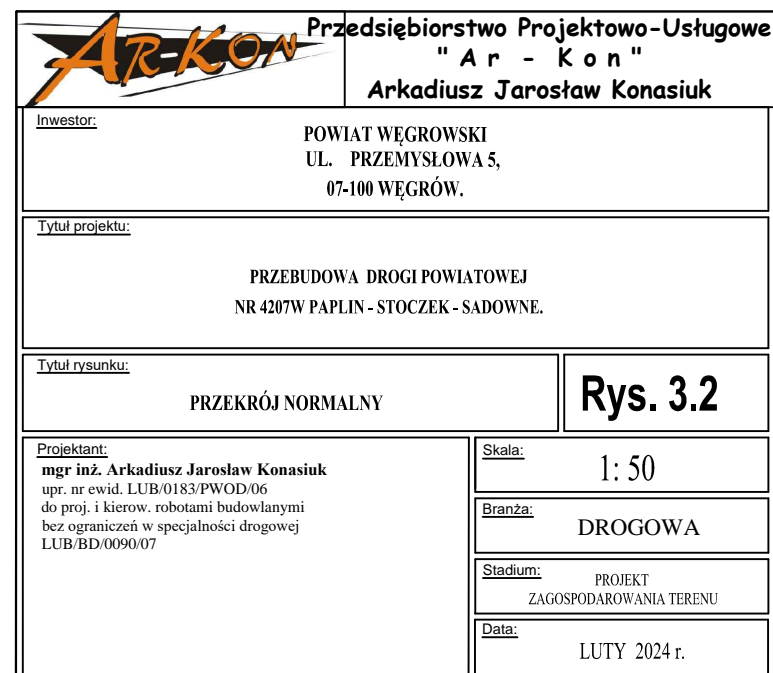 AR-KON
Przedsiębiorstwo Projektowo-Usługowe
"Ar - Kon"
Arkadiusz Jarosław Konasiuk
Inwestor:
POWIAT WĘGROWSKI
UL. PRZEMYSŁOWA 5,
07-100 WĘGRÓW.
Tytuł projektu:
PRZEBUDOWA DROGI POWIATOWEJ
NR 4207W PAPLIN - STOCZEK - SADOWNE.
Tytuł rysunku:
PRZEKRÓJ NORMALNY
Rys. 3.2
Projektant:
mgr inż. Arkadiusz Jarosław Konasiuk
upr. nr ewid. LUB/0183/PWOD/06
do proj. i kierow. robotami budowlanymi
bez ograniczeń w specjalności drogowej
LUB/BD/0090/07
Skala:
1: 50
Branża:
DROGOWA
Stadium:
PROJEKT
ZAGOSPODAROWANIA TERENU
Data:
LUTY 2024 r.